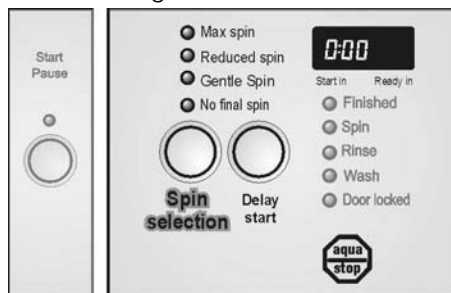 Start
Pause
Max spin
Reduced spin
Gentle Spin
No final spin
Spin
selection
Delay
start
0:00
Start in Ready in
Finished
Spin
Rinse
Wash
Door locked
aqua
stop